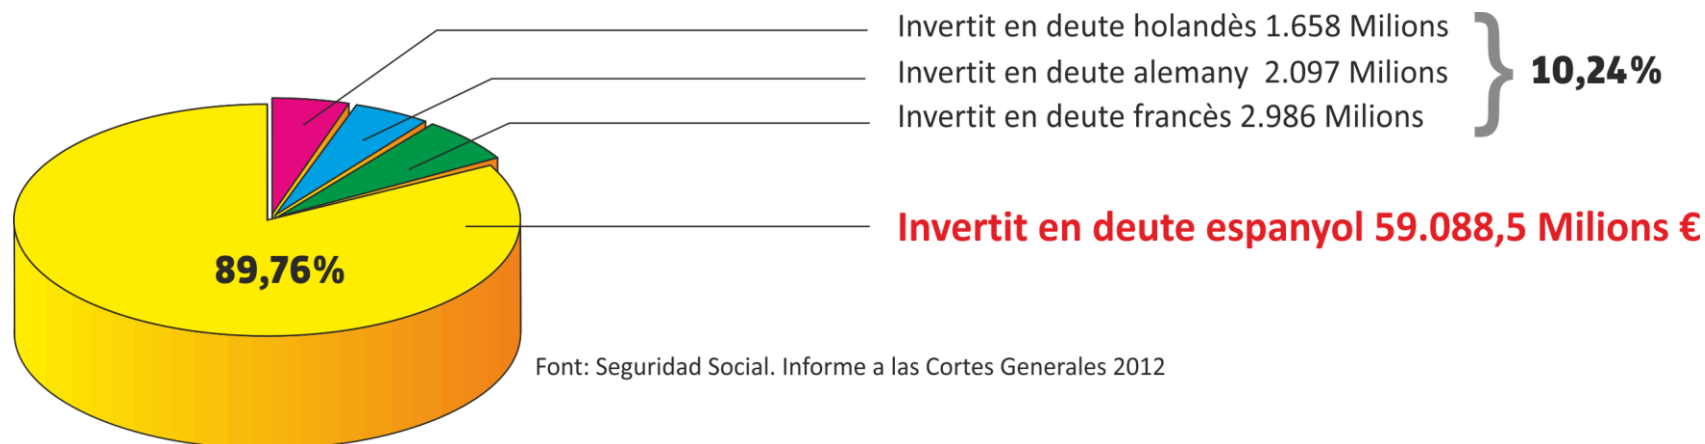 Invertit en deute holandès 1.658 Milions
Invertit en deute alemany  2.097 Milions
Invertit en deute francès 2.986 Milions
10,24%
Invertit en deute espanyol 59.088,5 Milions €
89,76%
Font: Seguridad Social. Informe a las Cortes Generales 2012